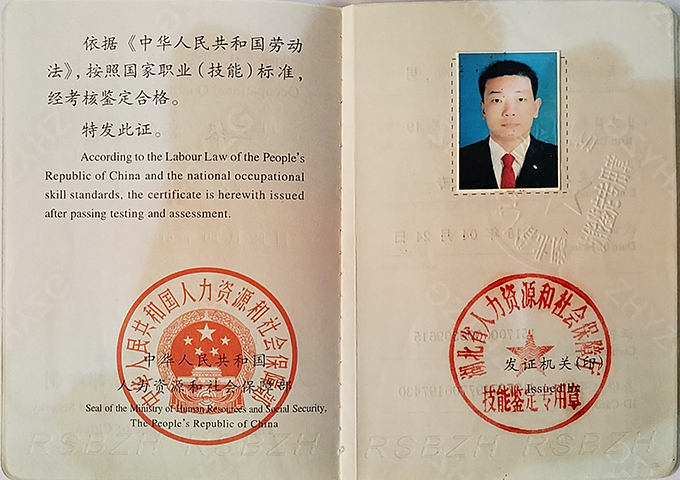 依据《中华人民共和国劳动
法》，按照国家职业（技能）标准，
经考核鉴定合格。
特发此证。
According to the Labour Law of the People's
Republic of China and the national occupational
skill standards, the certificate is herewith issued
after passing testing and assessment.
中华人民共和国人力资源和社会保障部
中华人民共和国
人力资源和社会保障部
Seal of the Ministry of Human Resources and Social Security,
The People's Republic of China
RSBZH
湖北省人力资源和社会保障厅
发证机关（印）
Issued by
技能鉴定专用章
RSBZH